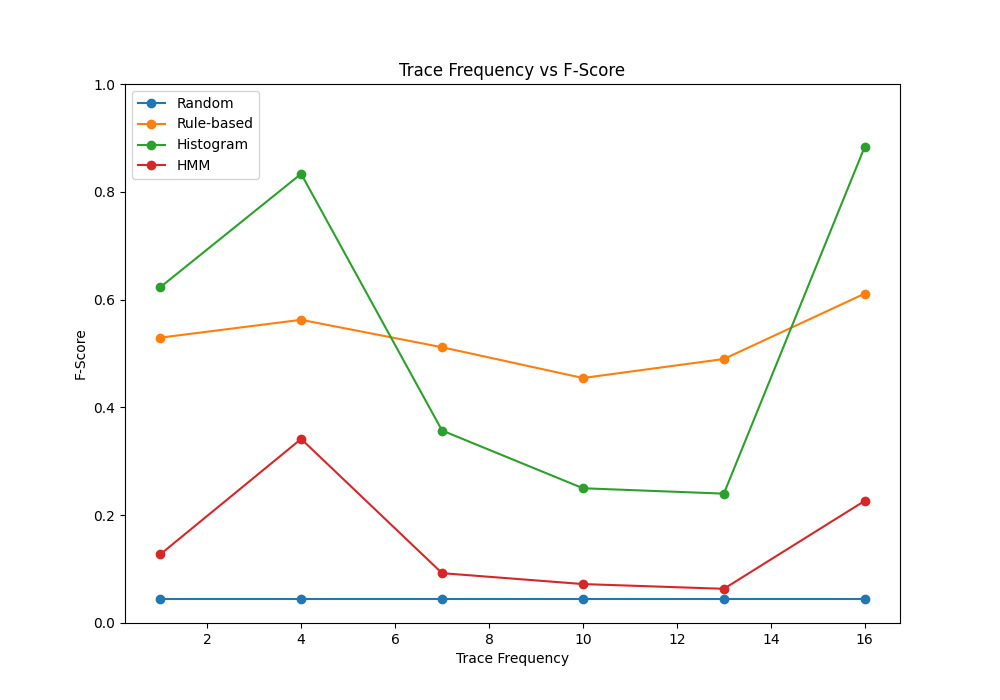 Trace Frequency vs F-Score
1.0
0.8
0.6
0.4
0.2
0.0
F-Score
Random
Rule-based
Histogram
HMM
2 4 6 8 10 12 14 16
Trace Frequency